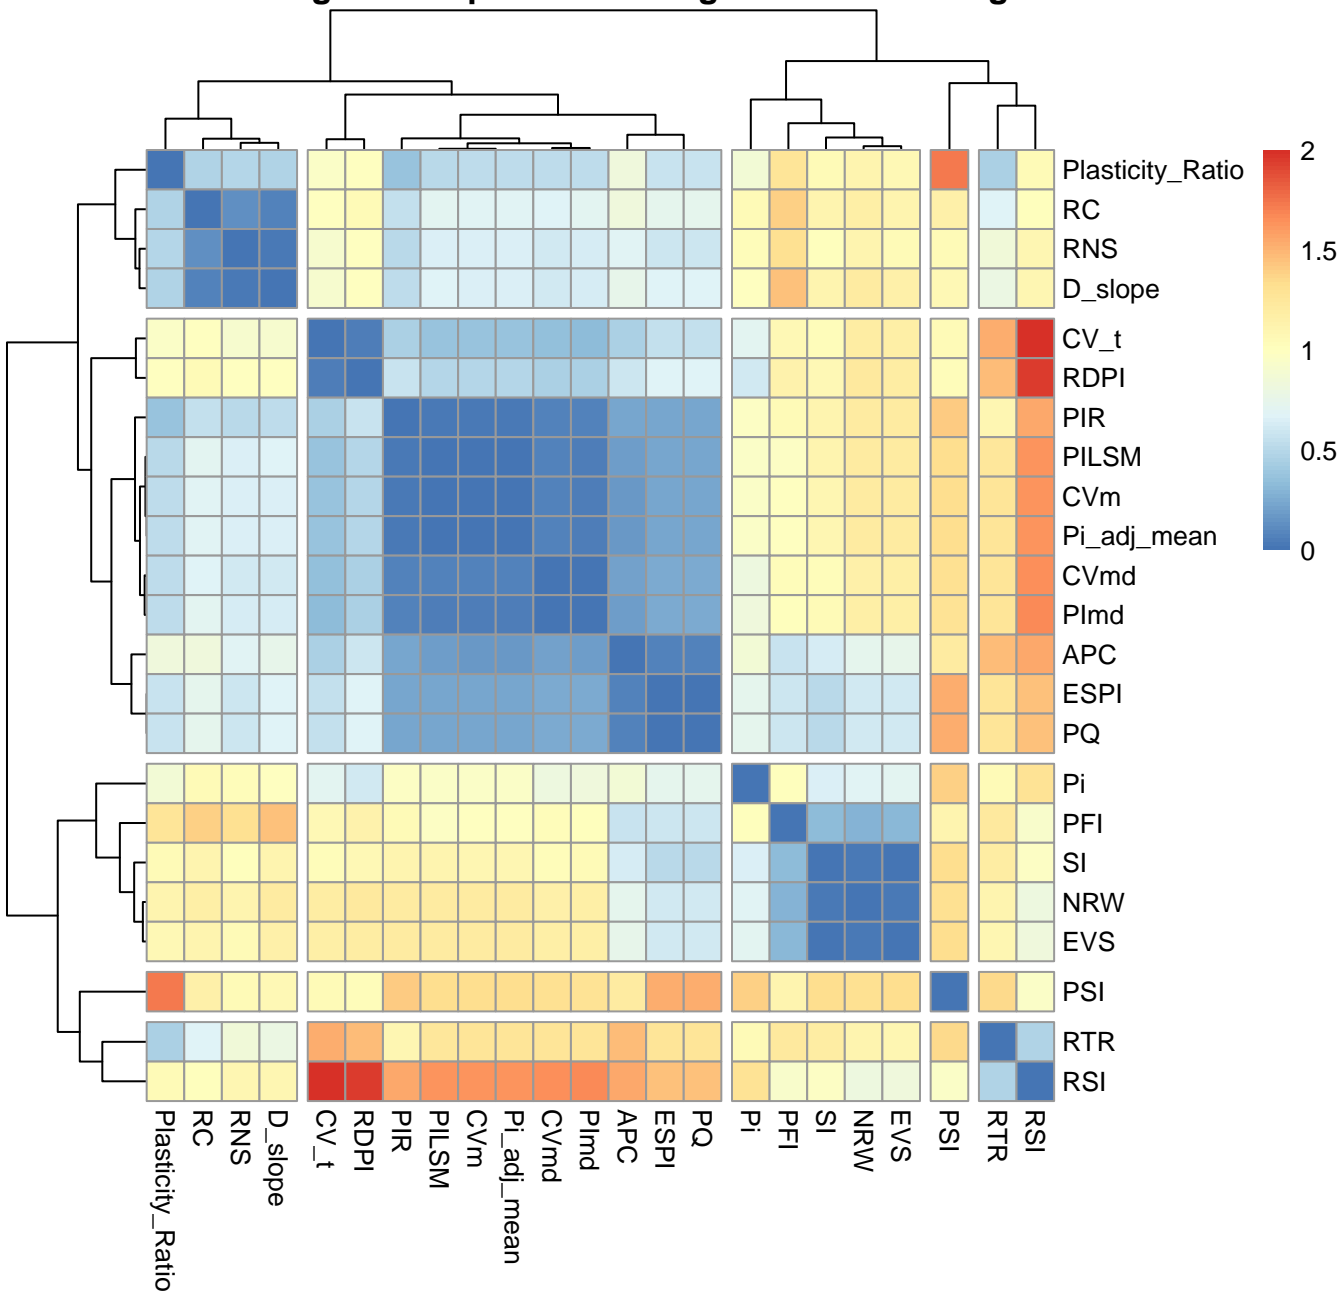 2
Plasticity_Ratio
RC
RNS
1.5
D_slope
CV_t
1
RDPI
PIR
PILSM
0.5
CVm
Pi_adj_mean
0
CVmd
PImd
APC
ESPI
PQ
Pi
PFI
SI
NRW
EVS
PSI
RTR
RSI
Plasticity_Ratio
RC
RNS
D_slope
CV_t
RDPI
PIR
PILSM
CVm
Pi_adj_mean
CVmd
PImd
APC
ESPI
PQ
Pi
PFI
SI
NRW
EVS
PSI
RTR
RSI